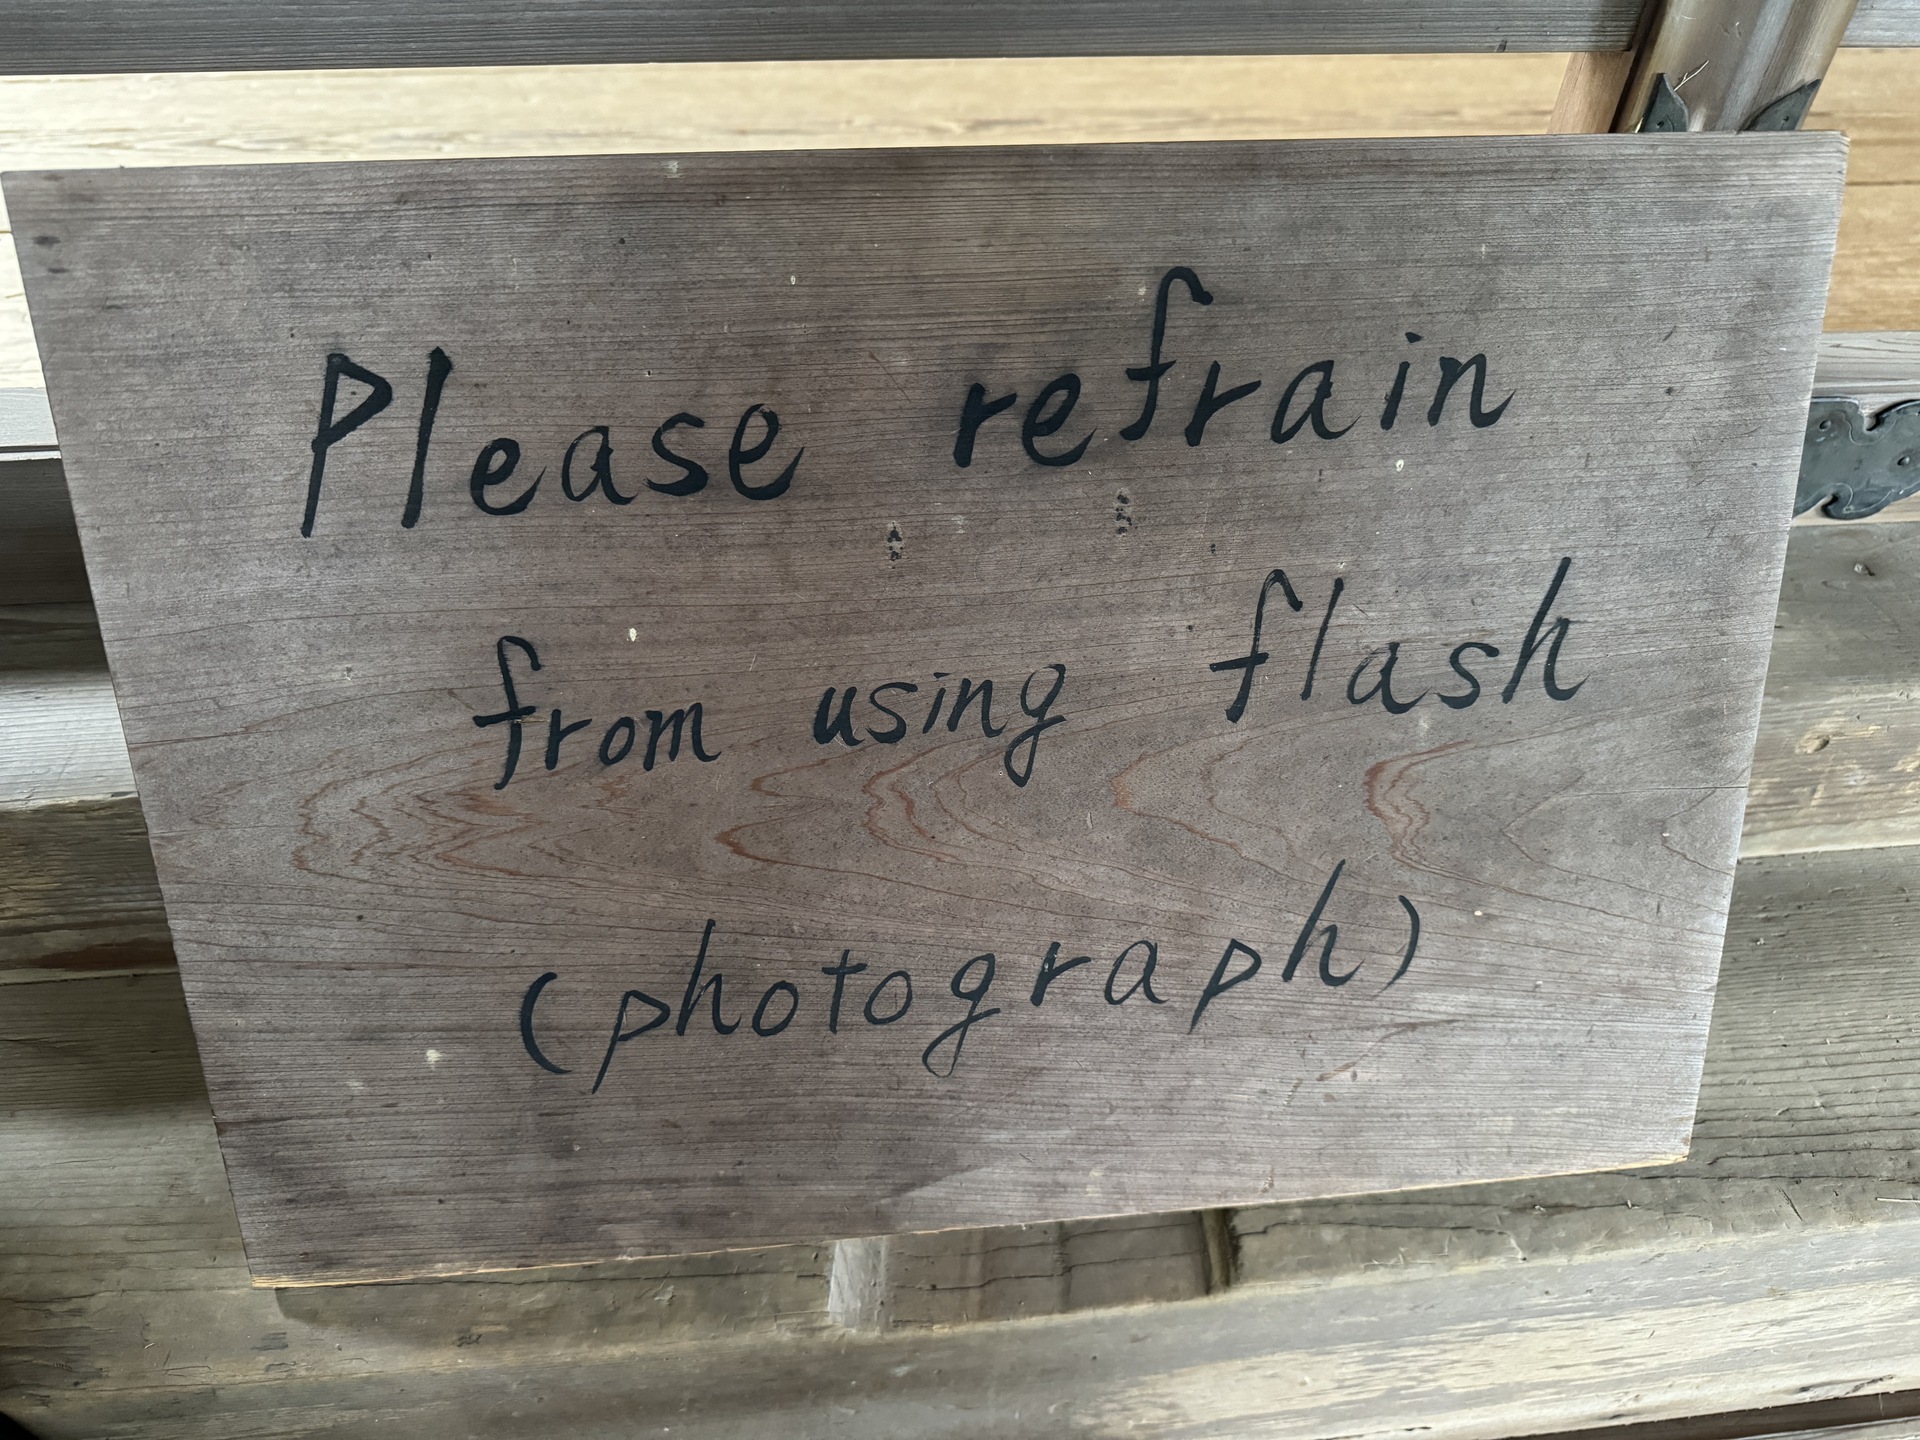 Please refrain
from using flash
(photograph)